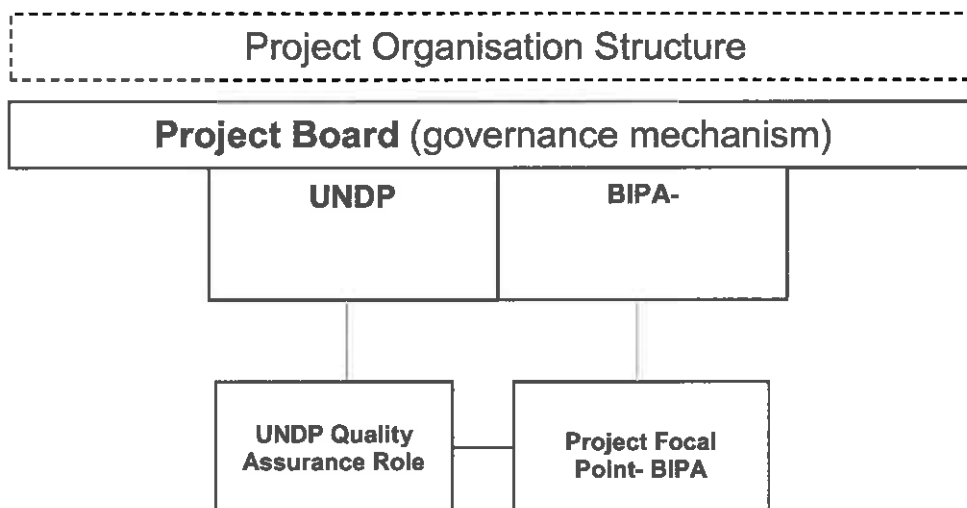 Project Organisation Structure
Project Board (governance mechanism)
UNDP
BIPA-
UNDP Quality
Assurance Role
Project Focal
Point- BIPA